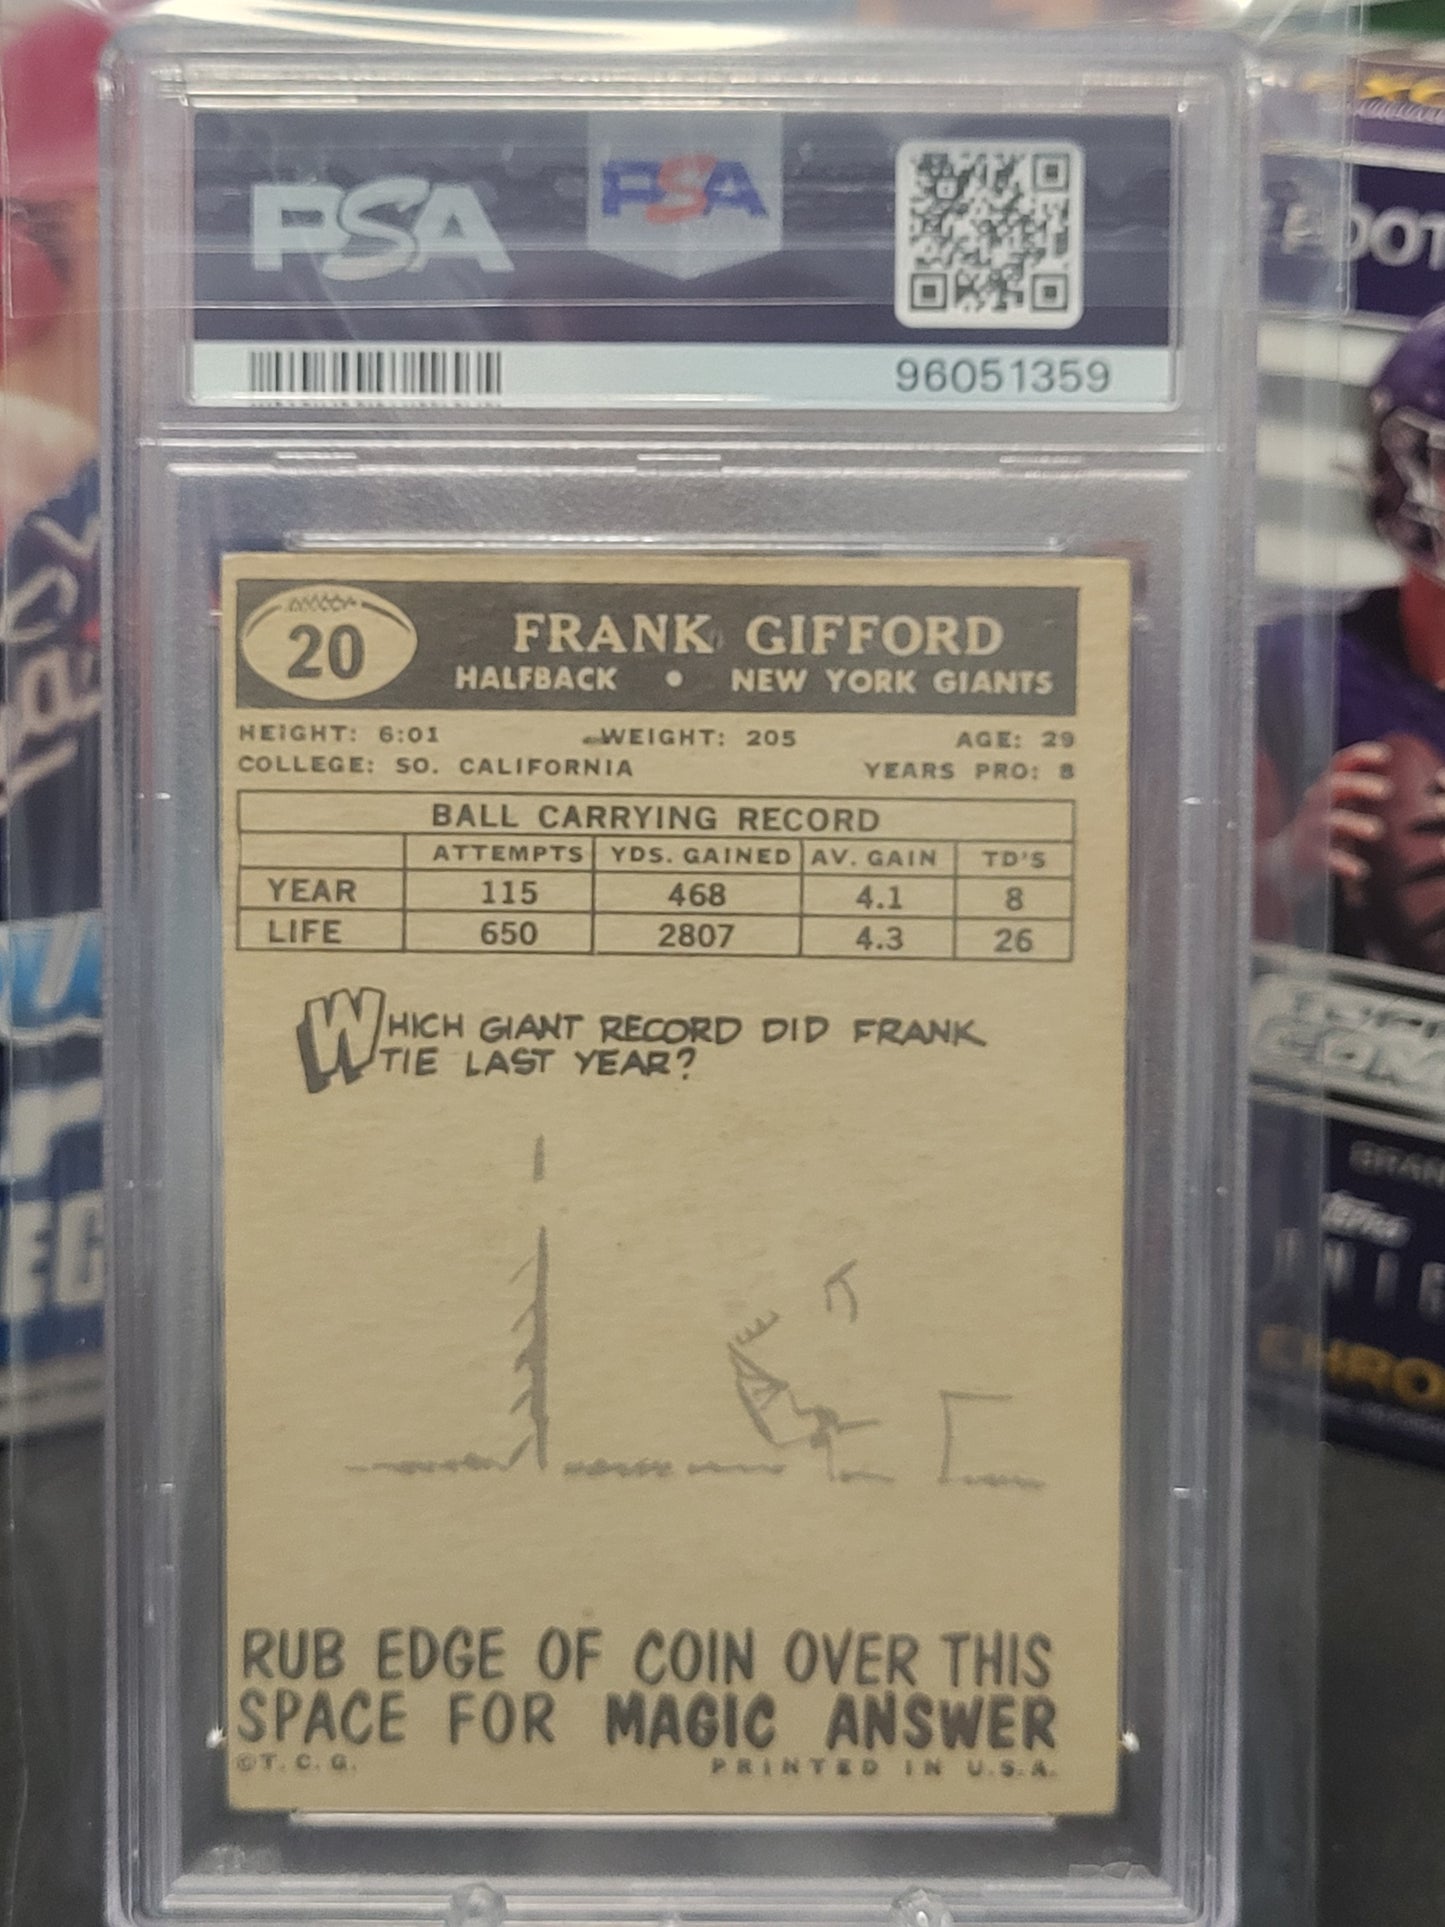 PSA
PSA
96051359
20
FRANK GIFFORD
HALFBACK • NEW YORK GIANTS
HEIGHT: 6:01 WEIGHT: 205 AGE: 29
COLLEGE: SO. CALIFORNIA YEARS PRO: 8
BALL CARRYING RECORD
ATTEMPTS YDS. GAINED AV. GAIN TD'S
YEAR 115 468 4.1 8
LIFE 650 2807 4.3 26
WHICH GIANT RECORD DID FRANK
TIE LAST YEAR?
RUB EDGE OF COIN OVER THIS
SPACE FOR MAGIC ANSWER
©T. C. G. PRINTED IN U.S.A.
PSA
Topps